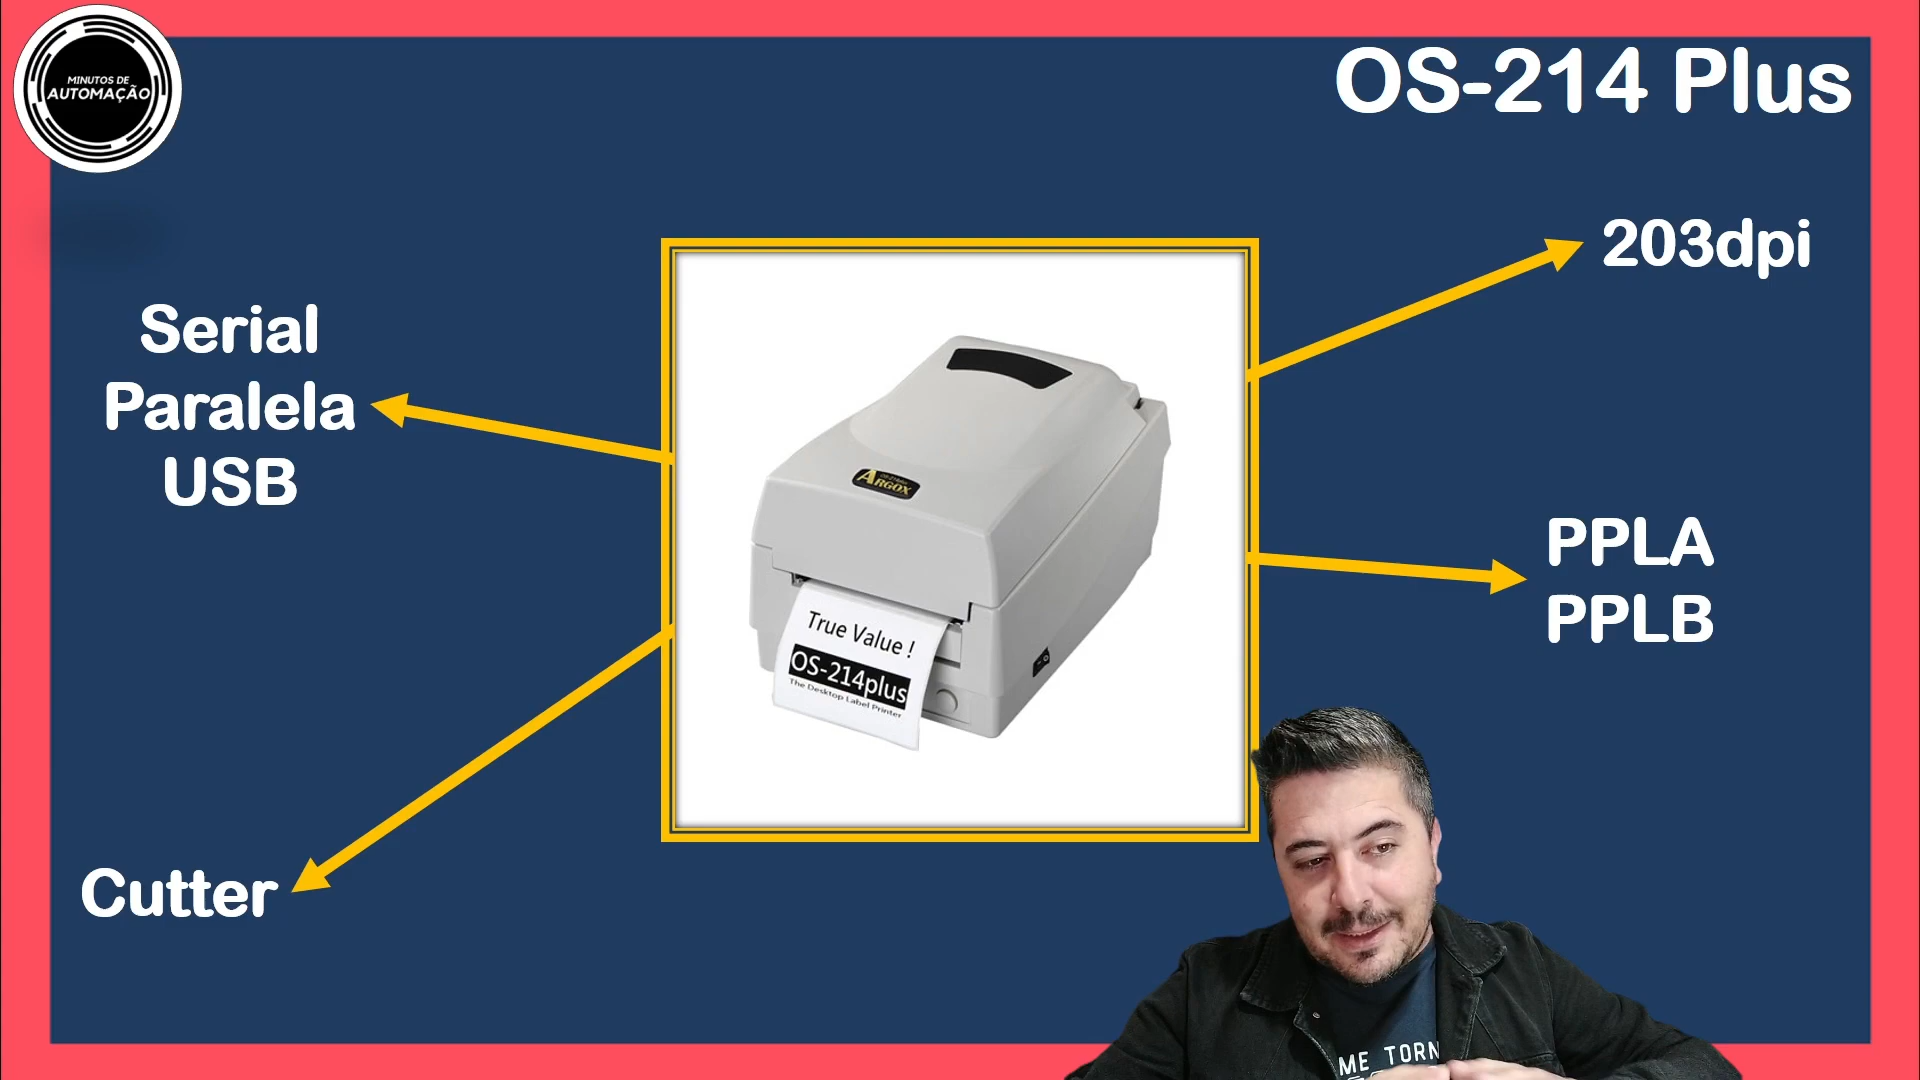 MINUTOS DE
AUTOMAÇÃO
OS-214 Plus
203dpi
Serial
Paralela
USB
PPLA
PPLB
Cutter
ARGOX
True Value !
OS-214plus
The Desktop Label Printer
ME TORN